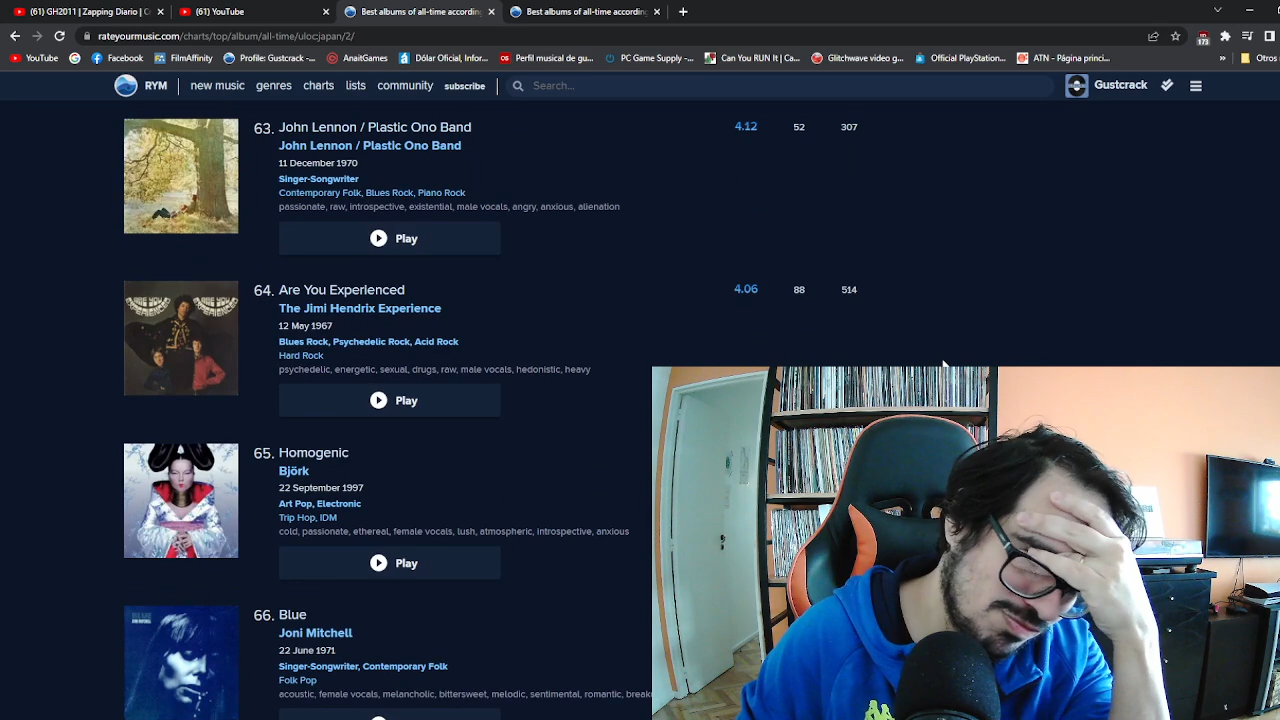 (61) GH2011 | Zapping Diario | C
(61) YouTube
Best albums of all-time according
Best albums of all-time according
rateyourmusic.com/charts/top/album/all-time/ulocjapan/2/
173
YouTube
G
Facebook
FilmAffinity
Profile: Gustcrack -...
AnaitGames
Dólar Oficial, Infor...
Perfil musical de gu...
PC Game Supply -...
Can You RUN It | Ca...
Glitchwave video g...
Official PlayStation...
ATN - Página princi...
»
Otros
RYM
new music
genres
charts
lists
community
subscribe
Search...
Gustcrack
63. John Lennon / Plastic Ono Band
4.12
52
307
John Lennon / Plastic Ono Band
11 December 1970
Singer-Songwriter
Contemporary Folk, Blues Rock, Piano Rock
passionate, raw, introspective, existential, male vocals, angry, anxious, alienation
Play
64. Are You Experienced
4.06
88
514
The Jimi Hendrix Experience
12 May 1967
Blues Rock, Psychedelic Rock, Acid Rock
Hard Rock
psychedelic, energetic, sexual, drugs, raw, male vocals, hedonistic, heavy
Play
65. Homogenic
Björk
22 September 1997
Art Pop, Electronic
Trip Hop, IDM
cold, passionate, ethereal, female vocals, lush, atmospheric, introspective, anxious
Play
66. Blue
Joni Mitchell
22 June 1971
Singer-Songwriter, Contemporary Folk
Folk Pop
acoustic, female vocals, melancholic, bittersweet, melodic, sentimental, romantic, break